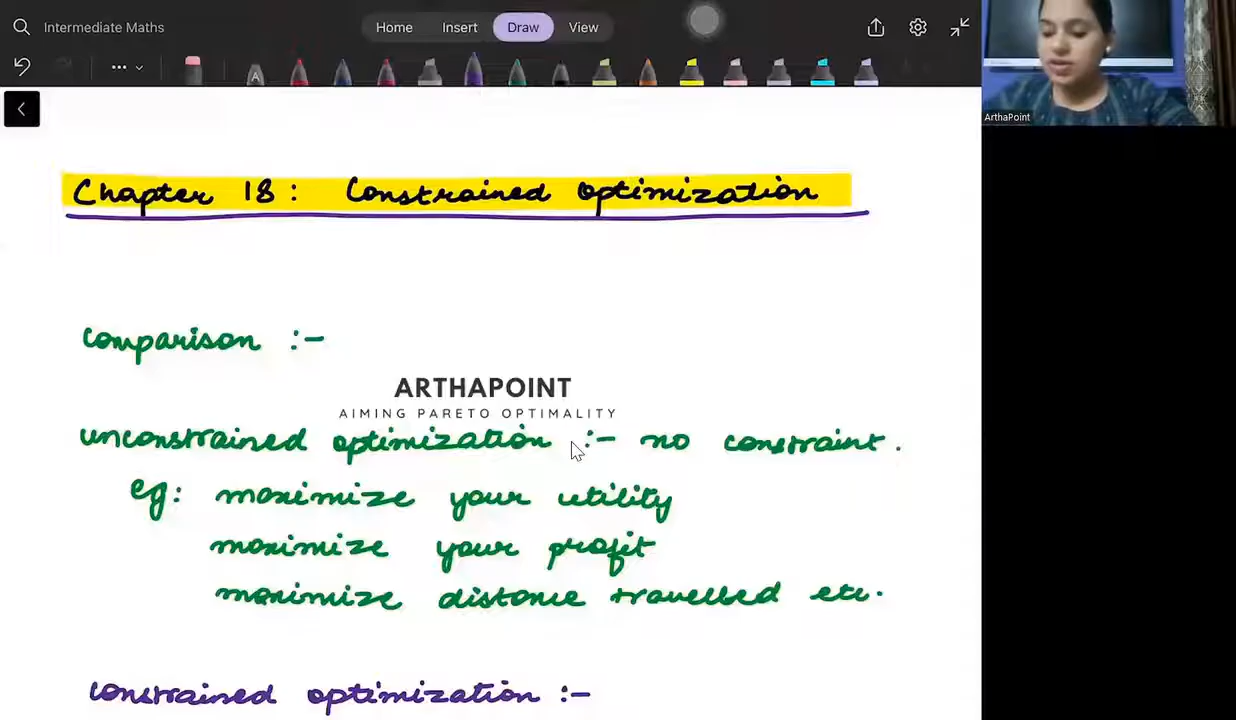 Intermediate Maths
Home Insert Draw View
ArthaPoint
Chapter 18: Constrained optimization
comparison :-
ARTHAPOINT
AIMING PARETO OPTIMALITY
unconstrained optimization :- no constraint.
eg: maximize your utility
maximize your profit
maximize distance travelled etc.
constrained optimization :-